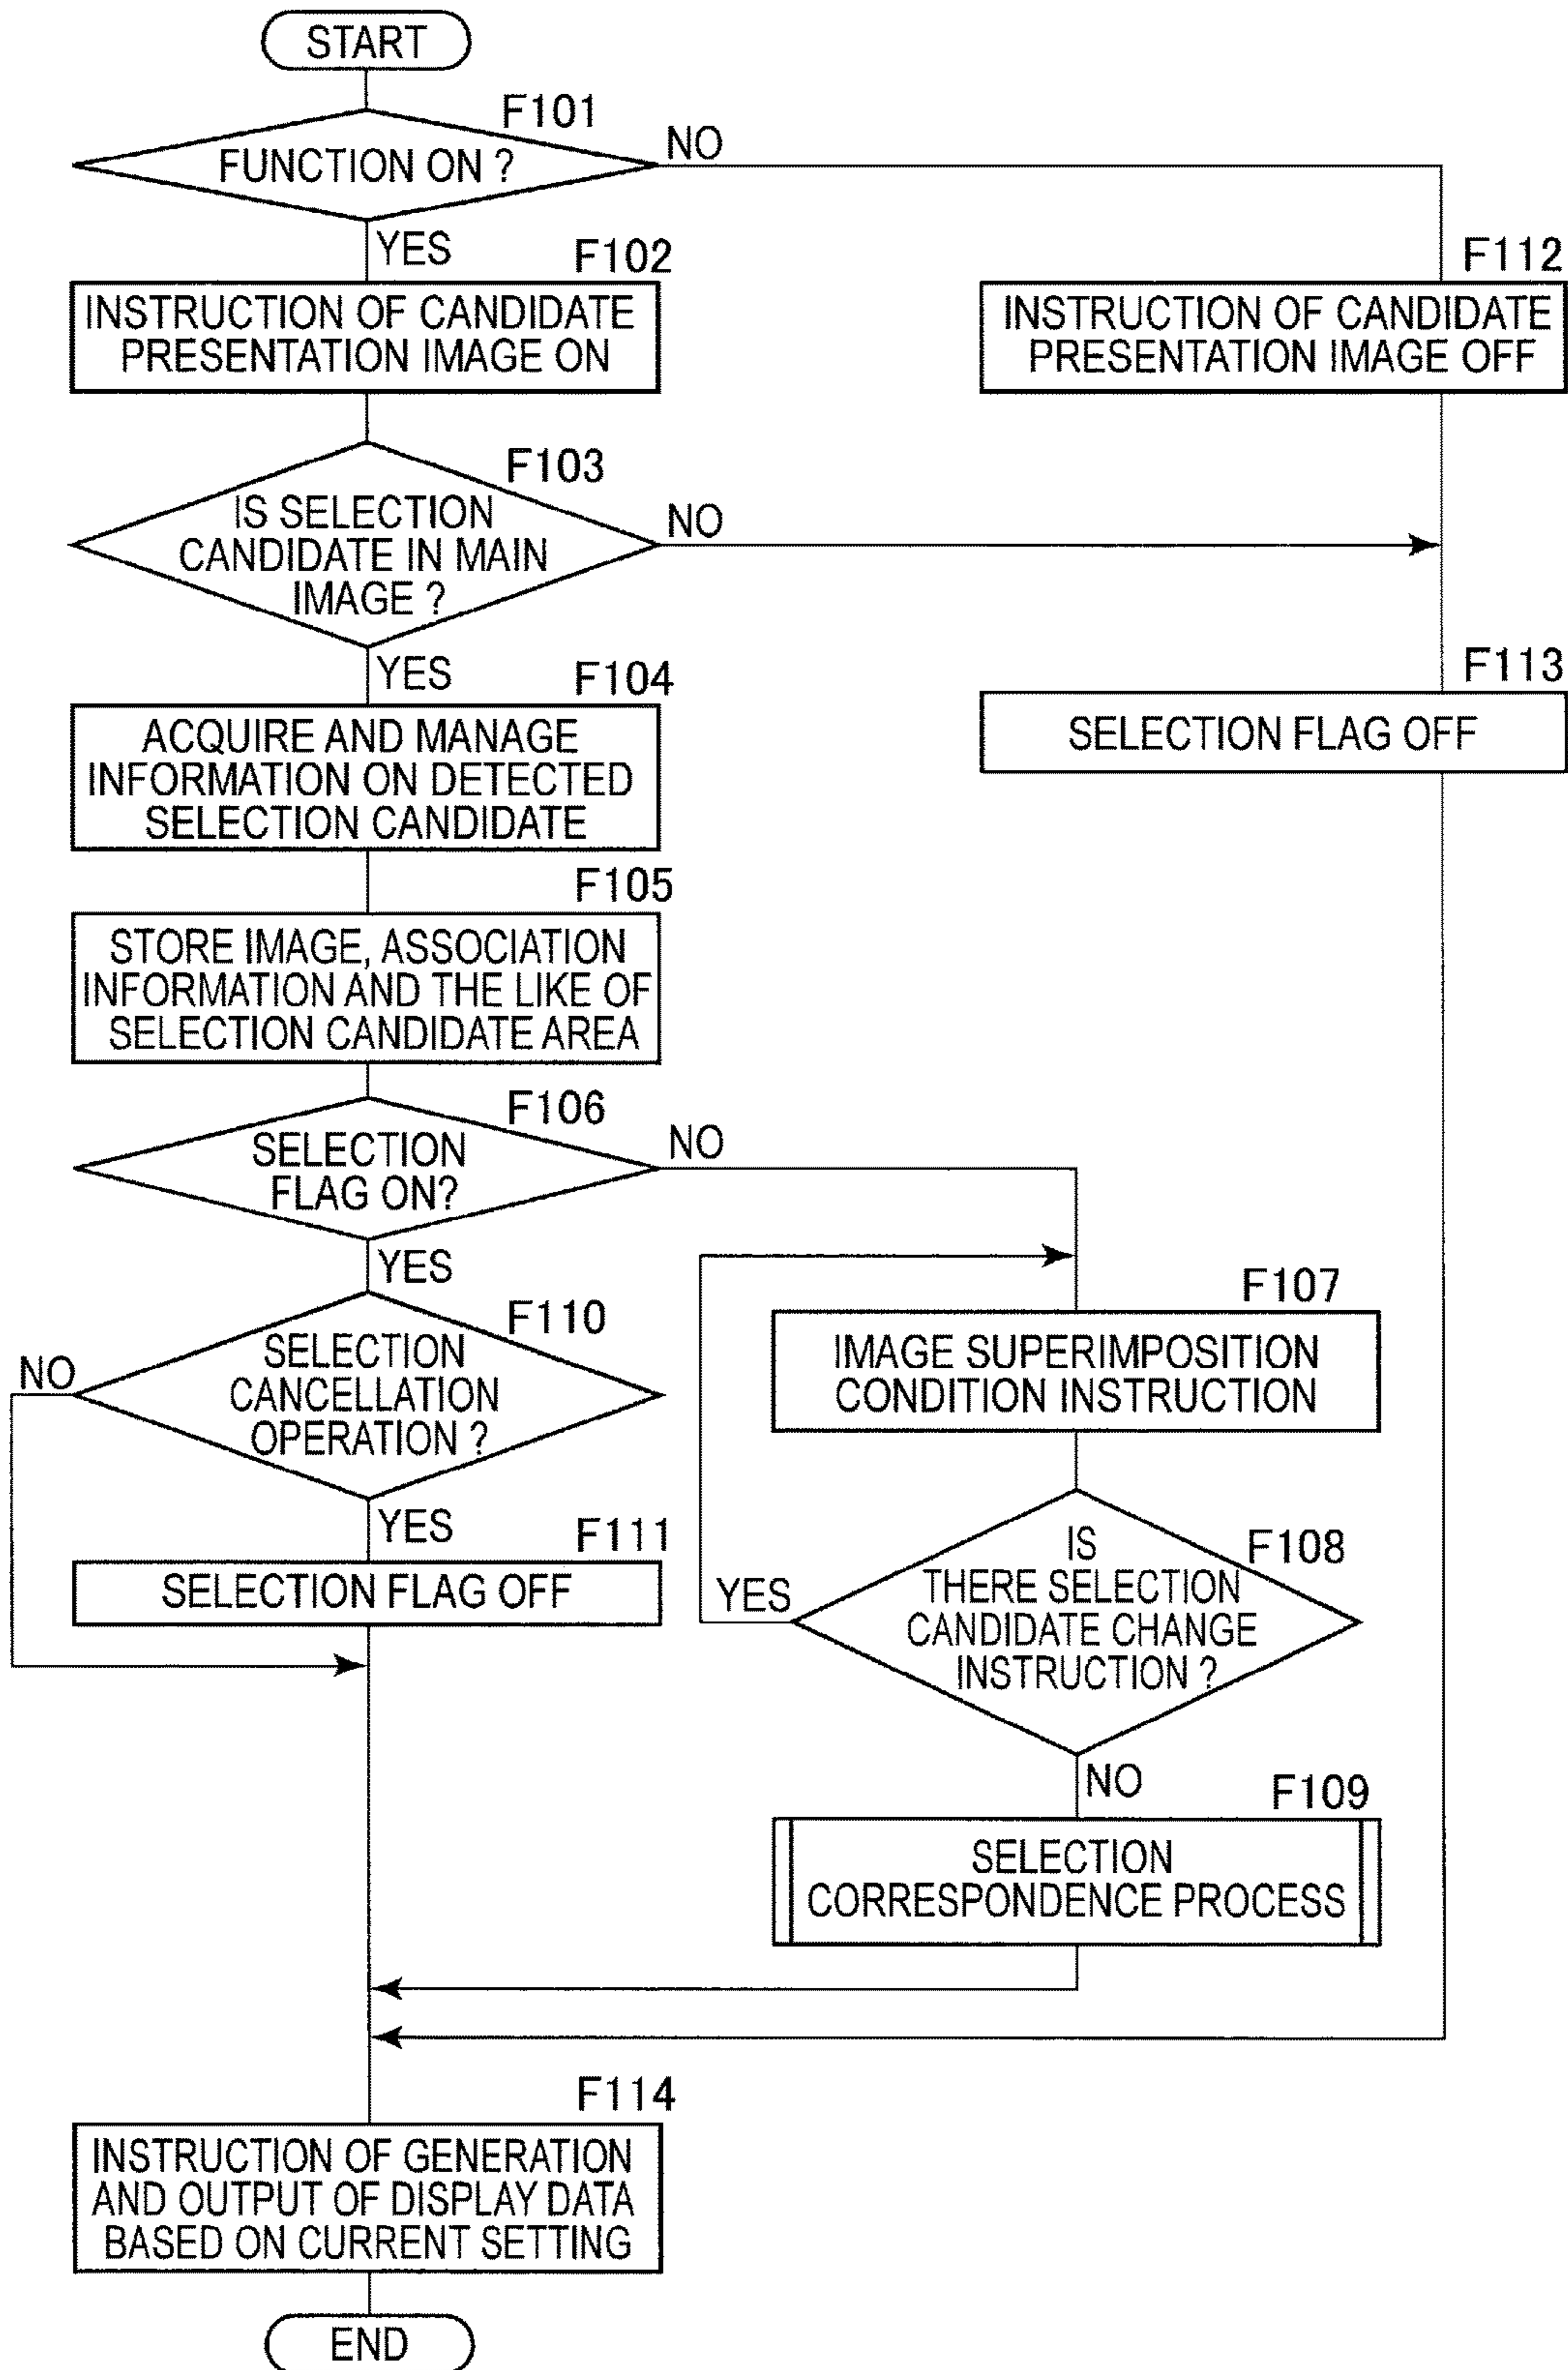 START
F101
FUNCTION ON ?
NO
YES
F102
INSTRUCTION OF CANDIDATE
PRESENTATION IMAGE ON
F112
INSTRUCTION OF CANDIDATE
PRESENTATION IMAGE OFF
F103
IS SELECTION
CANDIDATE IN MAIN
IMAGE ?
NO
YES
F104
ACQUIRE AND MANAGE
INFORMATION ON DETECTED
SELECTION CANDIDATE
F113
SELECTION FLAG OFF
F105
STORE IMAGE, ASSOCIATION
INFORMATION AND THE LIKE OF
SELECTION CANDIDATE AREA
F106
SELECTION
FLAG ON?
NO
YES
F110
SELECTION
CANCELLATION
OPERATION ?
NO
YES
F111
SELECTION FLAG OFF
F107
IMAGE SUPERIMPOSITION
CONDITION INSTRUCTION
F108
IS
THERE SELECTION
CANDIDATE CHANGE
INSTRUCTION ?
YES
NO
F109
SELECTION
CORRESPONDENCE PROCESS
F114
INSTRUCTION OF GENERATION
AND OUTPUT OF DISPLAY DATA
BASED ON CURRENT SETTING
END